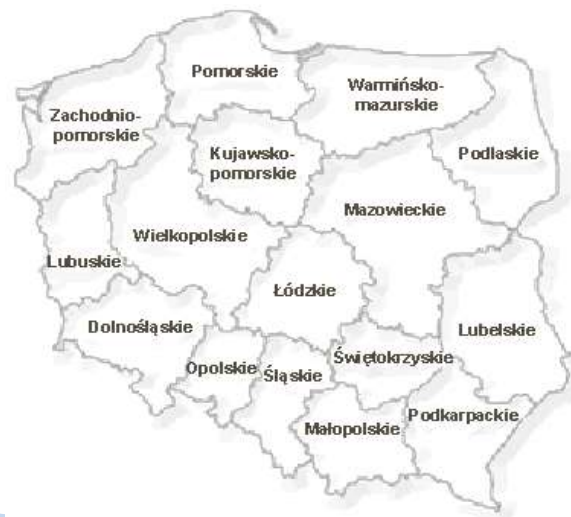 Pomorskie
Warmińsko-
mazurskie
Zachodnio-
pomorskie
Kujawsko-
pomorskie
Podlaskie
Mazowieckie
Wielkopolskie
Lubuskie
Łódzkie
Dolnośląskie
Lubelskie
Opolskie
Śląskie
Świętokrzyskie
Małopolskie
Podkarpackie